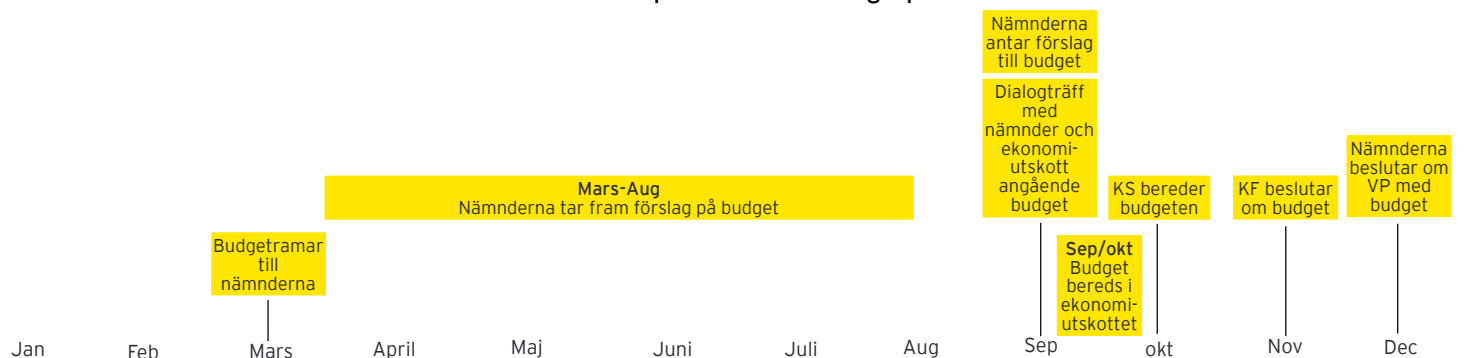 Nämnderna
antar förslag
till budget
Dialogträff
med
nämnder och
ekonomi-
utskott
angående
budget
Nämnderna
beslutar om
VP med
budget
Mars-Aug
Nämnderna tar fram förslag på budget
KS bereder
budgeten
KF beslutar
om budget
Budgetramar
till
nämnderna
Sep/okt
Budget
bereds i
ekonomi-
utskottet
Jan Feb Mars April Maj Juni Juli Aug Sep okt Nov Dec